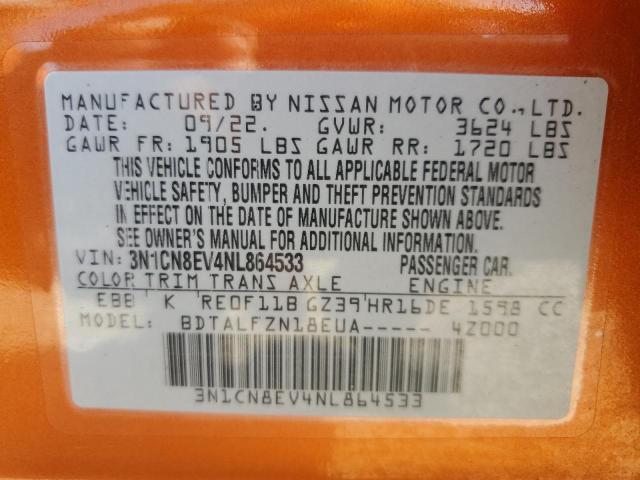 MANUFACTURED BY NISSAN MOTOR CO., LTD.
DATE: 09/22. GVWR: 3624 LBS
GAWR FR: 1905 LBS GAWR RR: 1720 LBS
THIS VEHICLE CONFORMS TO ALL APPLICABLE FEDERAL MOTOR
VEHICLE SAFETY, BUMPER AND THEFT PREVENTION STANDARDS
IN EFFECT ON THE DATE OF MANUFACTURE SHOWN ABOVE.
SEE OWNER'S MANUAL FOR ADDITIONAL INFORMATION
VIN: 3N1CN8EV4NL864533 PASSENGER CAR.
COLOR TRIM TRANS AXLE ENGINE
EBB K RE0F11B GZ39 HR16DE 1598 CC
MODEL: BDTALFZN18EUA----- 4Z000
3N1CN8EV4NL864533